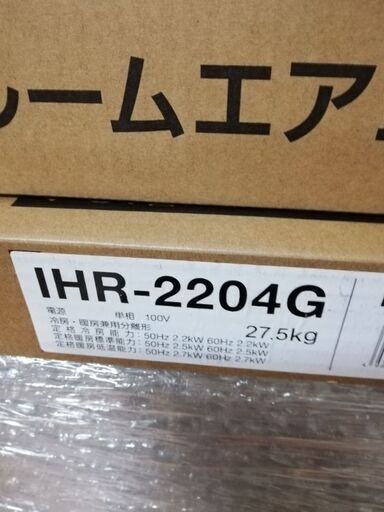 ルームエア
IHR-2204G
電源 単相 100V
27.5kg
冷房・暖房兼用分離形
定格冷房能力:50Hz 2.2kW 60Hz 2.2kW
定格暖房標準能力:50Hz 2.5kW 60Hz 2.5kW
定格暖房低温能力:50Hz 2.7kW 60Hz 2.7kW